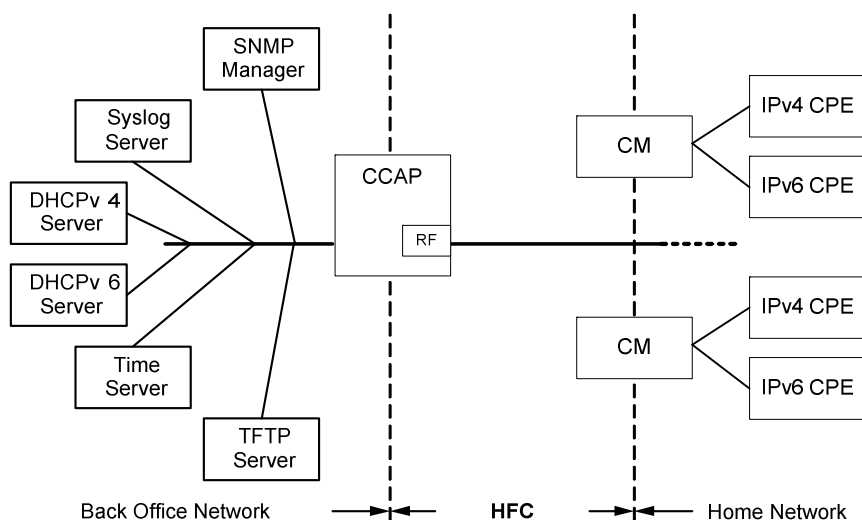 SNMP
Manager
Syslog
Server
DHCPv 4
Server
DHCPv 6
Server
Time
Server
TFTP
Server
CCAP
RF
CM
IPv4 CPE
IPv6 CPE
CM
IPv4 CPE
IPv6 CPE
Back Office Network
HFC
Home Network